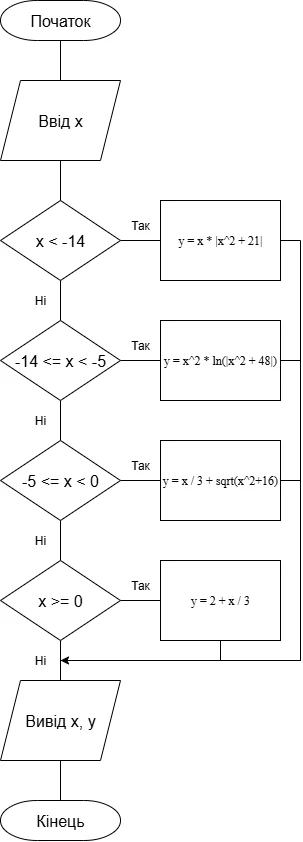 Початок
Ввід x
x < -14
Так
y = x * |x^2 + 21|
Ні
-14 <= x < -5
Так
y = x^2 * ln(|x^2 + 48|)
Ні
-5 <= x < 0
Так
y = x / 3 + sqrt(x^2+16)
Ні
x >= 0
Так
y = 2 + x / 3
Ні
Вивід x, y
Кінець